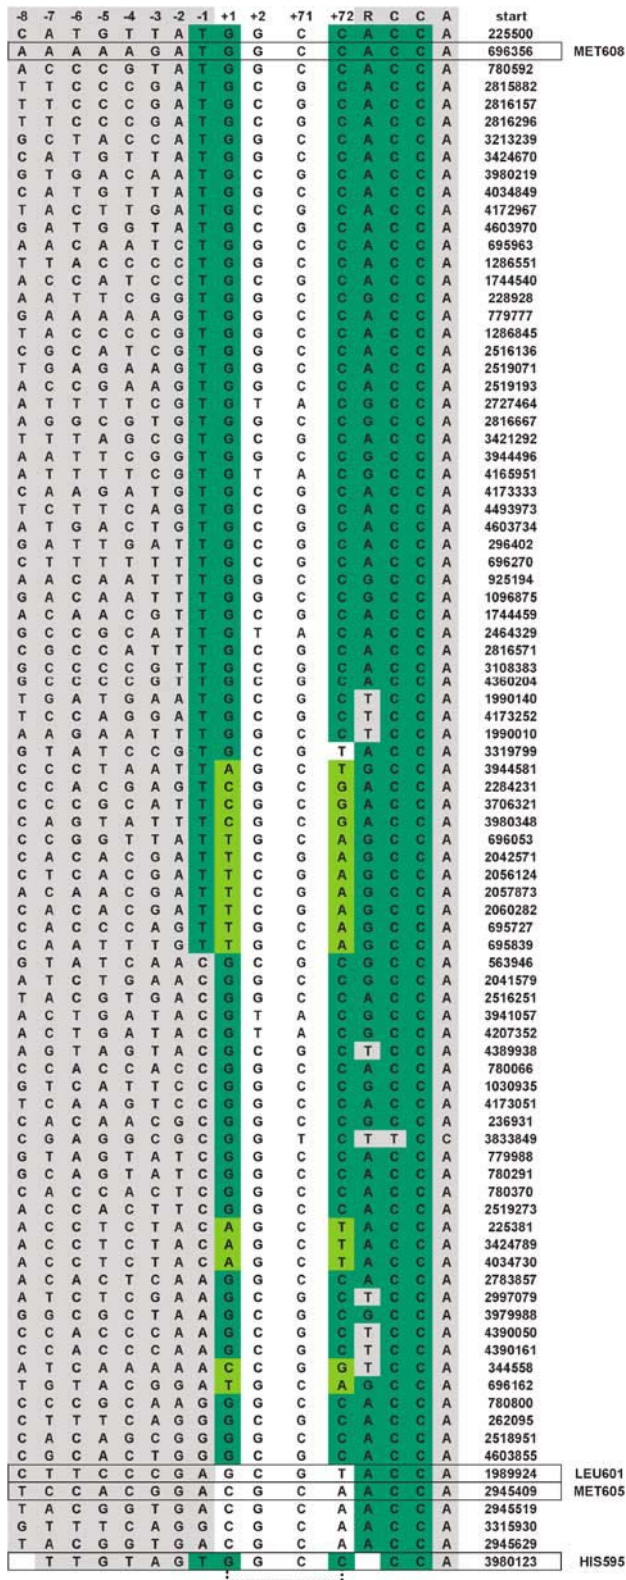 -8 -7 -6 -5 -4 -3 -2 -1 +1 +2 +71 +72 R C C A start
C A T G T T A T G G C C A C C A 225500
A A A A A G A T G G C C A C C A 696356 MET608
A C C C G T A T G G C C A C C A 780592
T T C C C G A T G C G C A C C A 2815882
T T C C C G A T G C G C A C C A 2816157
T T C C C G A T G C G C A C C A 2816296
G C T A C C A T G G C C A C C A 3213239
C A T G T T A T G G C C A C C A 3424670
G T G A C A A T G G C C A C C A 3980219
C A T G T T A T G G C C A C C A 4034849
T A C T T G A T G C G C A C C A 4172967
G A T G G T A T G C G C A C C A 4603970
A A C A A T C T G G C C A C C A 695963
T T A C C C C T G G C C A C C A 1286551
A C C A T C C T G C G C A C C A 1744540
A A T T C G G T G G C C G C C A 228928
G A A A A A G T G G C C A C C A 779777
T A C C C C G T G G C C A C C A 1286845
C G C A T C G T G G C C A C C A 2516136
T G A G A A G T G G C C A C C A 2519071
A C C G A A G T G G C C A C C A 2519193
A T T T T C G T G T A C G C C A 2727464
A G G C G T G T G G C C G C C A 2816667
T T T A G C G T G C G C A C C A 3421292
A A T T C G G T G G C C G C C A 3944496
A T T T T C G T G T A C G C C A 4165951
C A A G A T G T G C G C A C C A 4173333
T C T T C A G T G C G C A C C A 4493973
A T G A C T G T G C G C A C C A 4603734
G A T T G A T T G C G C A C C A 296402
C T T T T T T T G C G C A C C A 696270
A A C A A T T T G G C C G C C A 925194
G A C A A T T T G G C C G C C A 1096875
A C A A C G T T G C G C A C C A 1744459
G C C G C A T T G T A C A C C A 2464329
C G C C A T T T G C G C A C C A 2816571
G C C C C G T T G C G C A C C A 3108383
G C C C C G T T G C G C A C C A 4360204
T G A T G A A T G C G C T C C A 1990140
T C C A G G A T G C G C T C C A 4173252
A A G A A T T T G G C C T C C A 1990010
G T A T C C G T G C G T A C C A 3319799
C C C T A A T T A G C T G C C A 3944581
C C A C G A G T C C G G A C C A 2284231
C C C G C A T T C C G G A C C A 3706321
C A G T A T T T C C G G A C C A 3980348
C C G G T T A T T G C A G C C A 696053
C A C A C G A T T C G A G C C A 2042571
C T C A C G A T T C G A G C C A 2056124
A C A A C G A T T C G A G C C A 2057873
C A C A C G A T T C G A G C C A 2060282
C A C C C A G T T G C A G C C A 695727
C A A T T T G T T G C A G C C A 695839
G T A T C A A C G C G C G C C A 563946
A T C T G A A C G G C C G C C A 2041579
T A C G T G A C G G C C A C C A 2516251
A C T G A T A C G T A C G C C A 3941057
A C T G A T A C G T A C G C C A 4207352
A G T A G T A C G C G C T C C A 4389938
C C A C C A C C G G C C A C C A 780066
G T C A T T C C G G C C G C C A 1030935
T C A A G T C C G G C C A C C A 4173051
C A C A A C G C G G C C G C C A 236931
C G A G G C G C G G T C T T C C 3833849
G T A G T A T C G G C C A C C A 779988
G C A G T A T C G G C C A C C A 780291
C A C C A C T C G G C C A C C A 780370
A C C A C T T C G G C C A C C A 2519273
A C C T C T A C A G C T A C C A 225381
A C C T C T A C A G C T A C C A 3424789
A C C T C T A C A G C T A C C A 4034730
A C A C T C A A G G C C A C C A 2783857
A T C T C G A A G C G C T C C A 2997079
G G C G C T A A G C G C G C C A 3979988
C C A C C C A A G C G C T C C A 4390050
C C A C C C A A G C G C T C C A 4390161
A T C A A A A A C C G G T C C A 344558
T G T A C G G A T G C A G C C A 696162
C C C G C A A G G G C C A C C A 780800
C T T T C A G G G C G C A C C A 262095
C A C A G C G G G C G C A C C A 2518951
C G C A C T G G G C G C A C C A 4603855
C T T C C C G A G C G T A C C A 1989924 LEU601
T C C A C G G A C G C A A C C A 2945409 MET605
T A C G G T G A C G C A A C C A 2945519
G T T T C A G G C G C A A C C A 3315930
T A C G G T G A C G C A A C C A 2945629
T T G T A G T G G C C C C A 3980123 HIS595